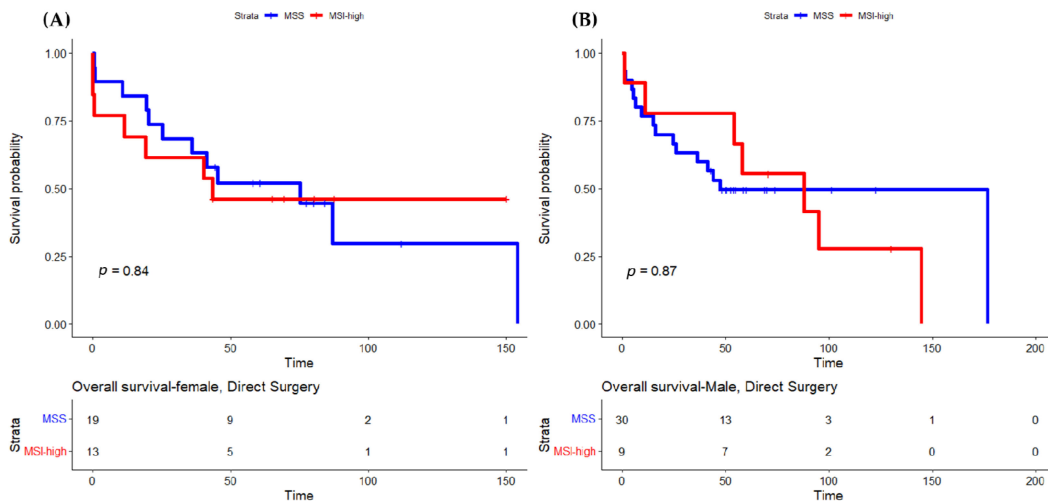 (A)
Strata MSS MSI-high
1.00
0.75
0.50
0.25
0.00
Survival probability
p = 0.84
0 50 100 150
Time
Overall survival-female, Direct Surgery
Strata
MSS 19 9 2 1
MSI-high 13 5 1 1
0 50 100 150
Time
(B)
Strata MSS MSI-high
1.00
0.75
0.50
0.25
0.00
Survival probability
p = 0.87
0 50 100 150 200
Time
Overall survival-Male, Direct Surgery
Strata
MSS 30 13 3 1 0
MSI-high 9 7 2 0 0
0 50 100 150 200
Time